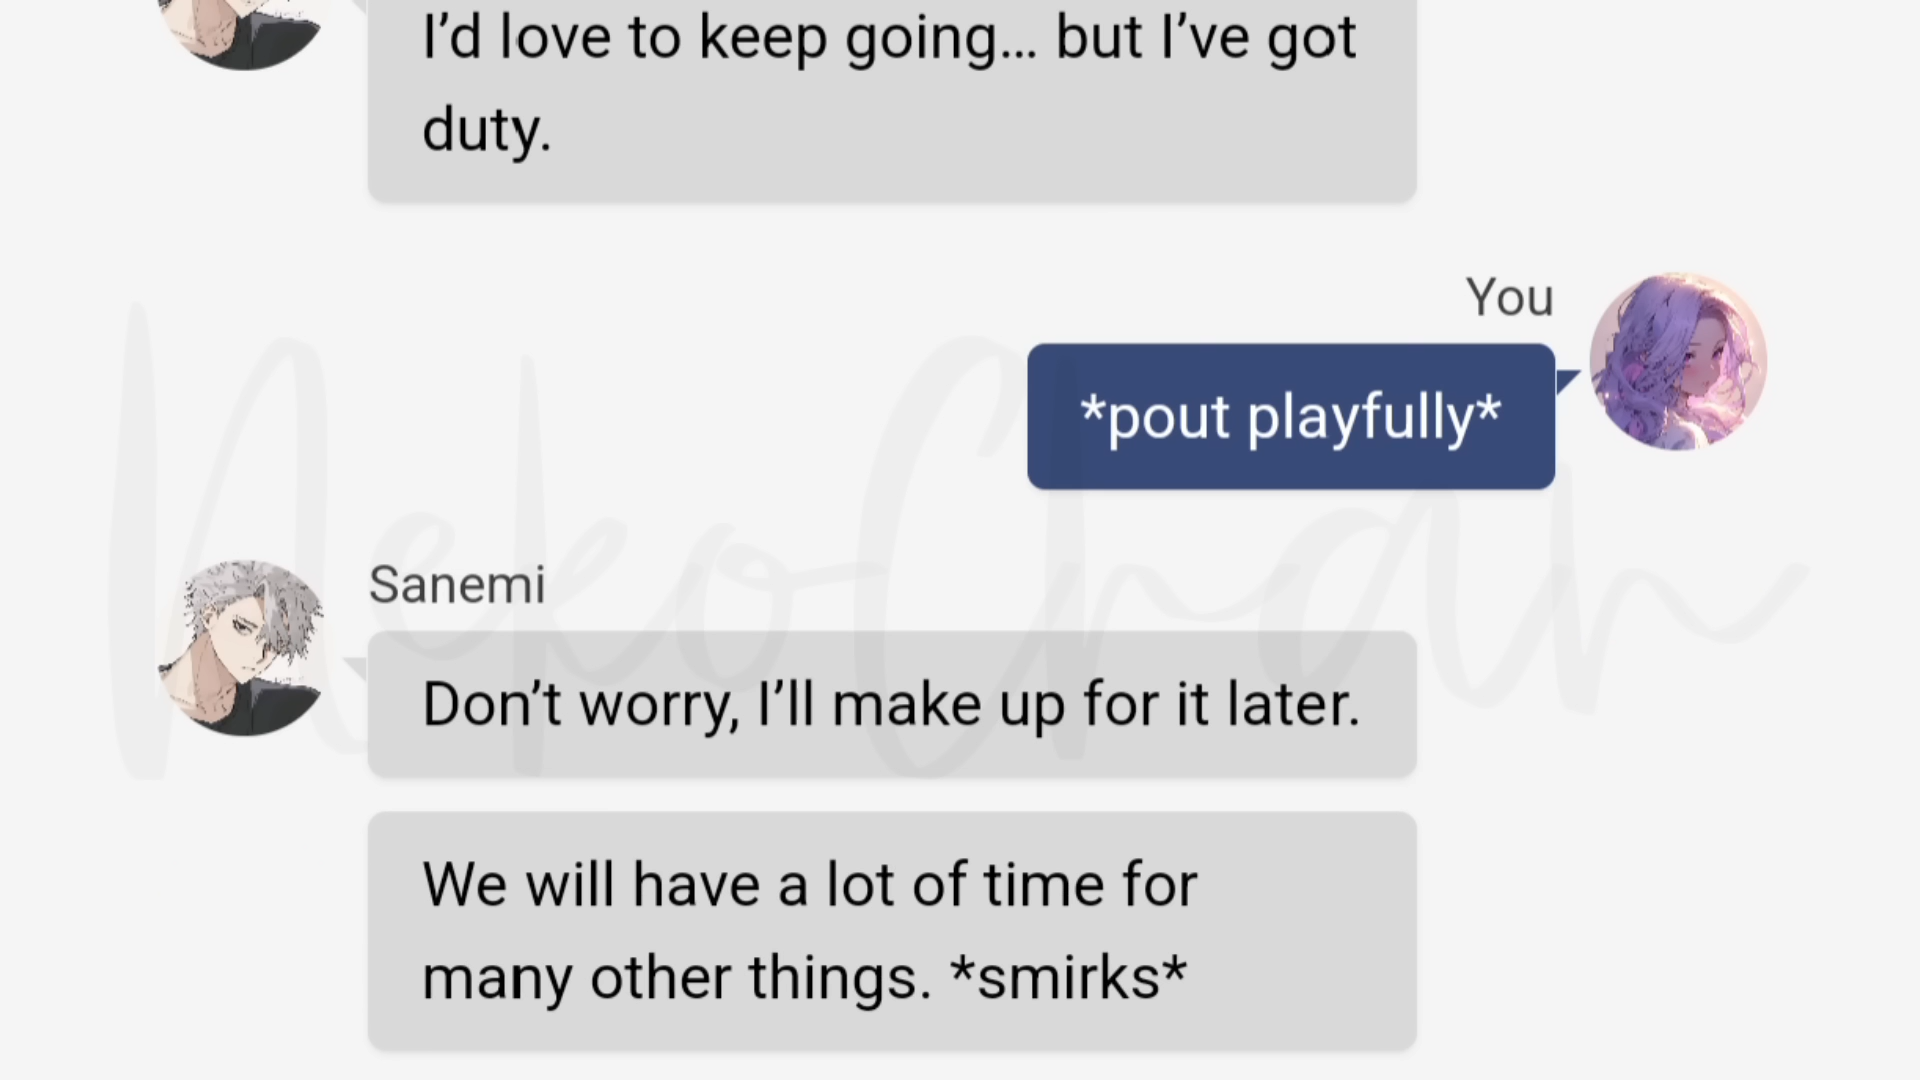 I’d love to keep going... but I’ve got
duty.
You
*pout playfully*
Sanemi
Don’t worry, I’ll make up for it later.
We will have a lot of time for
many other things. *smirks*
NekoChan